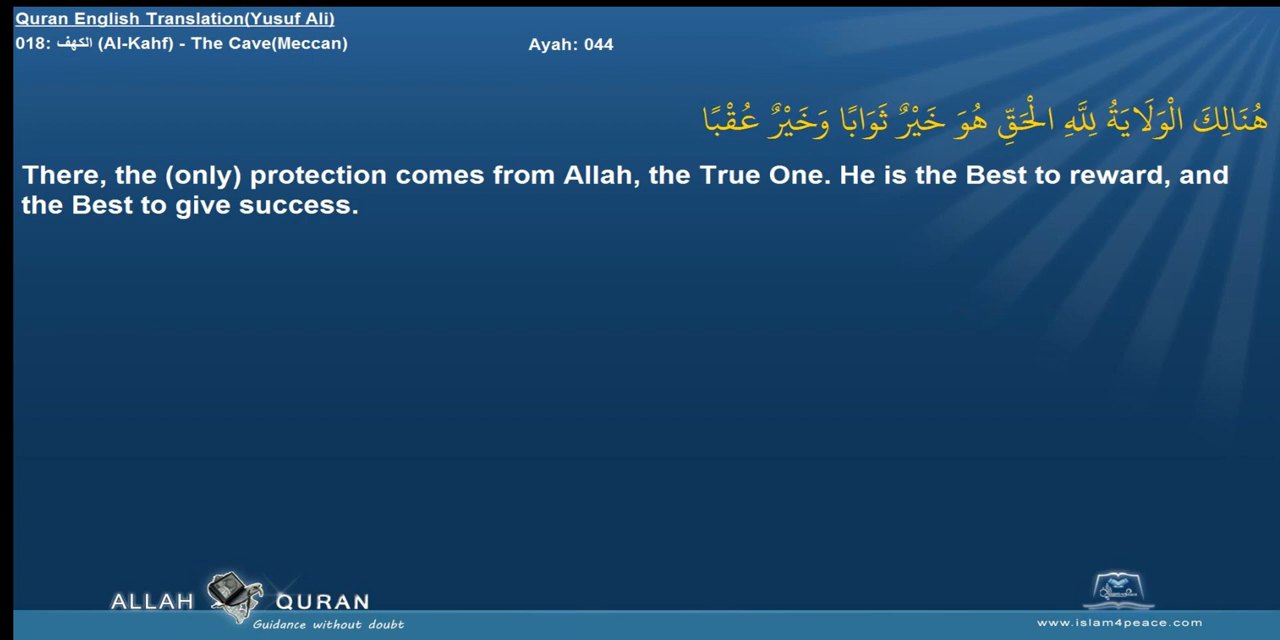 Quran English Translation(Yusuf Ali)
018: الكهف (Al-Kahf) - The Cave(Meccan) Ayah: 044
هُنَالِكَ الْوَلَايَةُ لِلَّهِ الْحَقِّ هُوَ خَيْرٌ ثَوَابًا وَخَيْرٌ عُقْبًا
There, the (only) protection comes from Allah, the True One. He is the Best to reward, and
the Best to give success.
ALLAH QURAN
Guidance without doubt
www.islam4peace.com